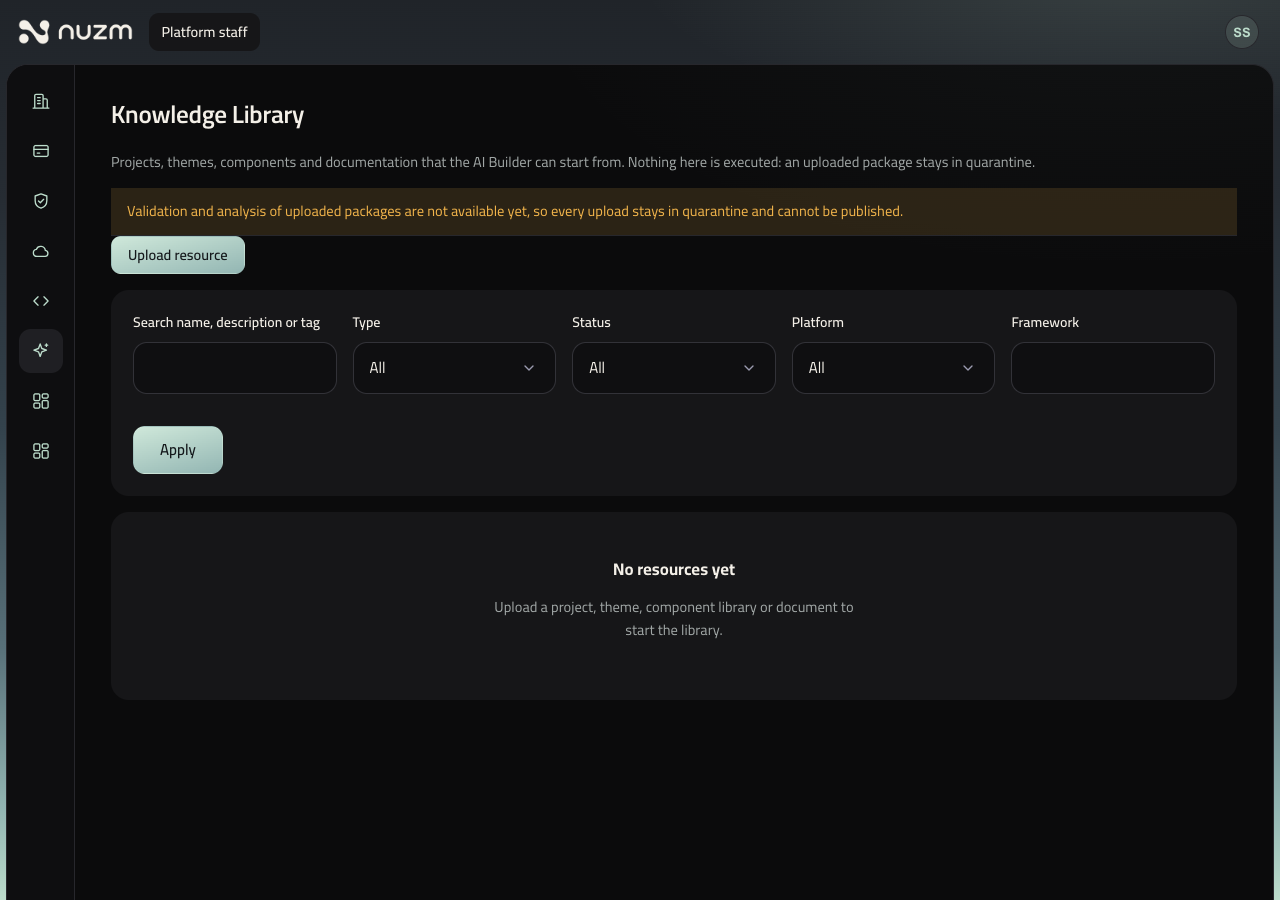 nuzm
Platform staff
SS
Knowledge Library
Projects, themes, components and documentation that the AI Builder can start from. Nothing here is executed: an uploaded package stays in quarantine.
Validation and analysis of uploaded packages are not available yet, so every upload stays in quarantine and cannot be published.
Upload resource
Search name, description or tag
Type
Status
Platform
Framework
All
All
All
Apply
No resources yet
Upload a project, theme, component library or document to
start the library.